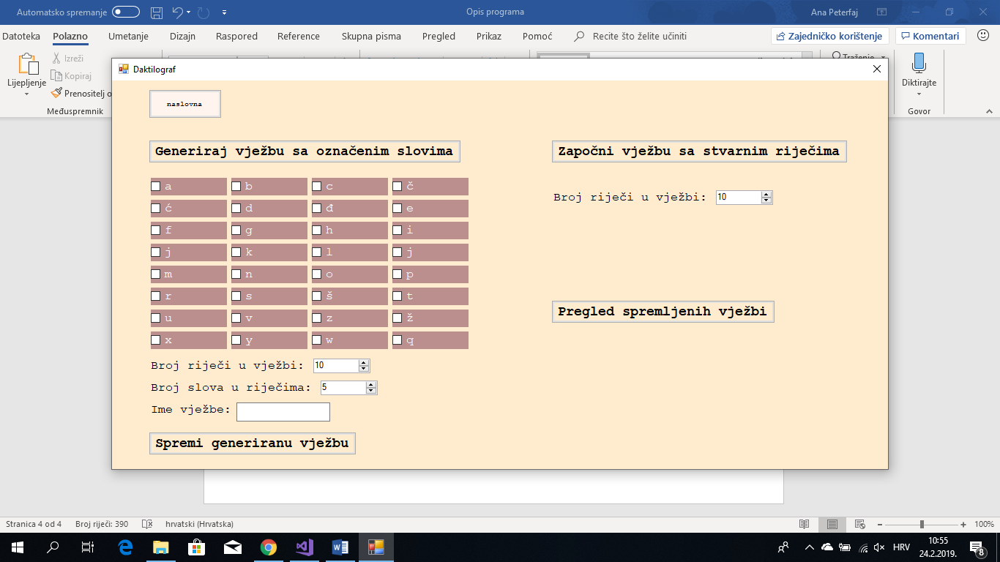 Automatsko spremanje
Opis programa
Ana Peterfaj
Datoteka Polazno Umetanje Dizajn Raspored Reference Skupna pisma Pregled Prikaz Pomoć Recite što želite učiniti
Zajedničko korištenje Komentari
Lijepljenje
Izreži
Kopiraj
Prenositelj o
Međuspremnik
Traženje
Diktirajte
Govor
Daktilograf
naslovna
Generiraj vježbu sa označenim slovima
Započni vježbu sa stvarnim riječima
a b c č
Broj riječi u vježbi: 10
ć d đ e
f g h i
j k l j
m n o p
r s š t
Pregled spremljenih vježbi
u v z ž
x y w q
Broj riječi u vježbi: 10
Broj slova u riječima: 5
Ime vježbe:
Spremi generiranu vježbu
Stranica 4 od 4 Broj riječi: 390 hrvatski (Hrvatska)
100%
HRV
10:55
24.2.2019.
8